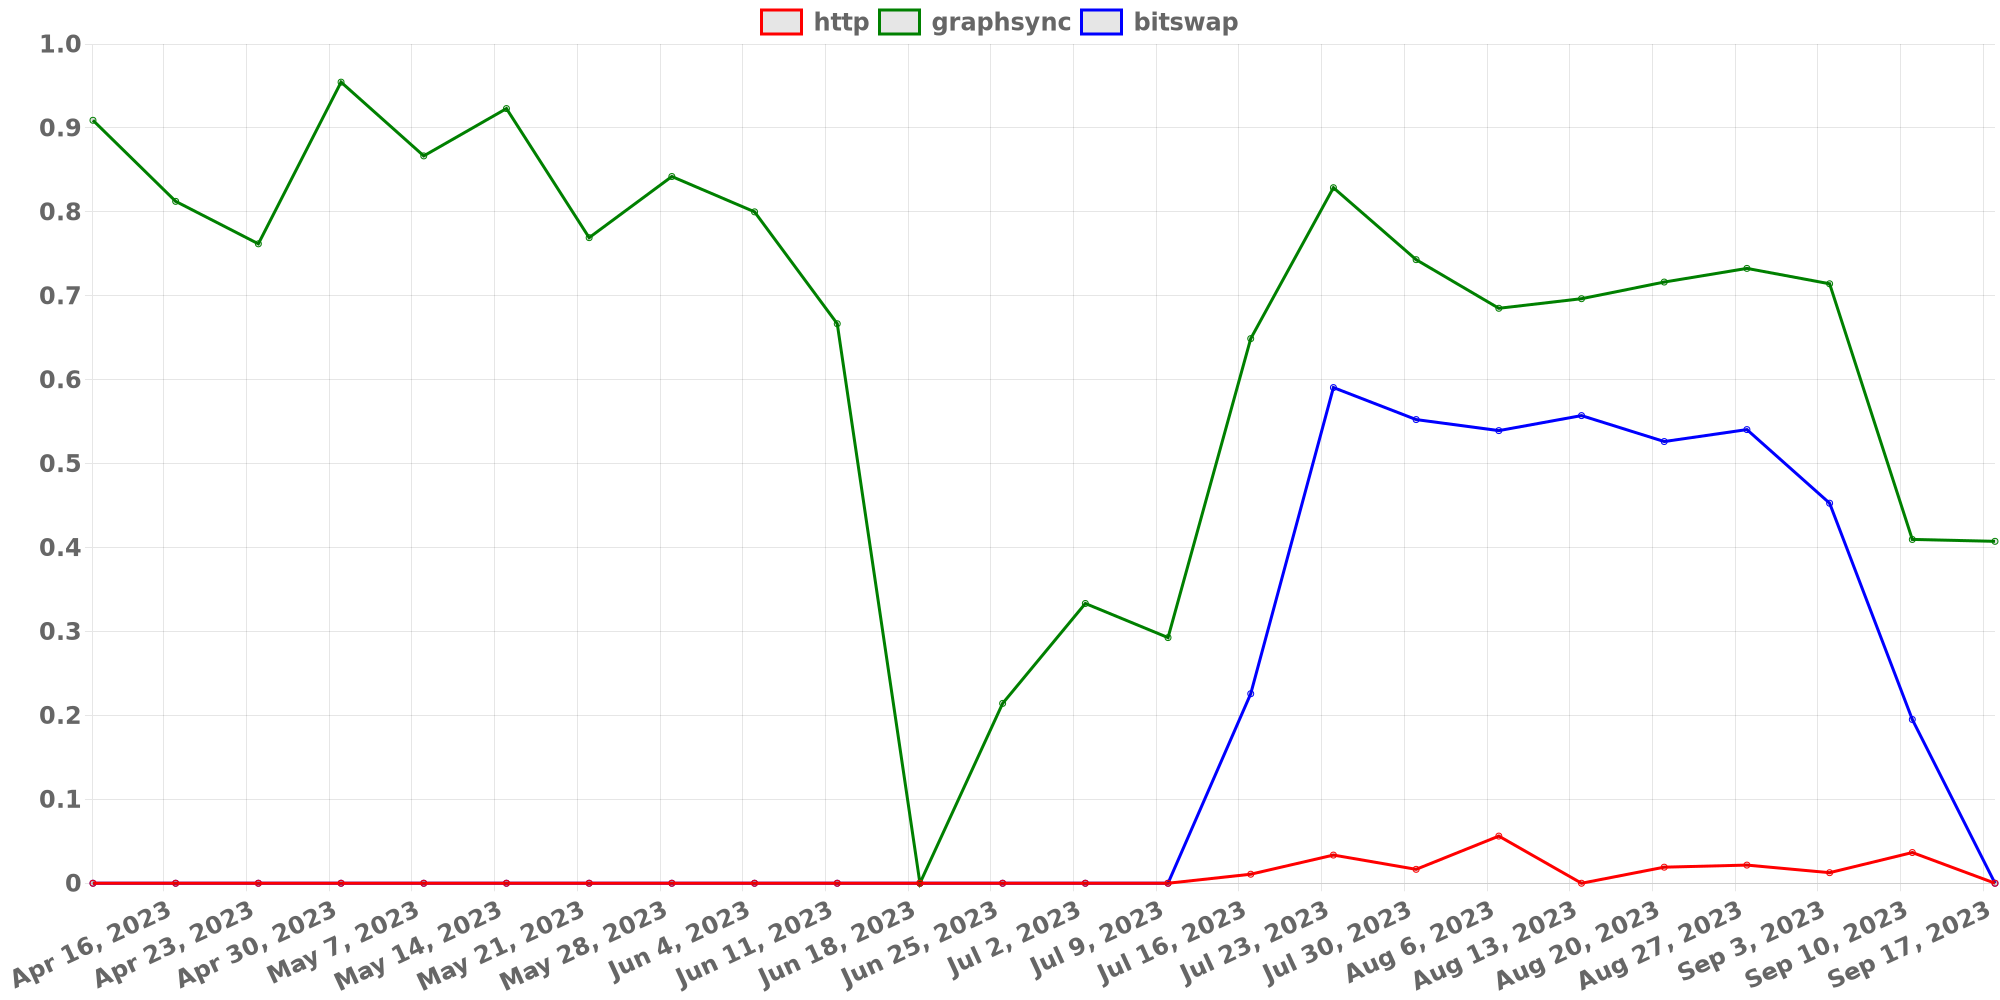 http graphsync bitswap
1.0
0.9
0.8
0.7
0.6
0.5
0.4
0.3
0.2
0.1
0
Apr 16, 2023
Apr 23, 2023
Apr 30, 2023
May 7, 2023
May 14, 2023
May 21, 2023
May 28, 2023
Jun 4, 2023
Jun 11, 2023
Jun 18, 2023
Jun 25, 2023
Jul 2, 2023
Jul 9, 2023
Jul 16, 2023
Jul 23, 2023
Jul 30, 2023
Aug 6, 2023
Aug 13, 2023
Aug 20, 2023
Aug 27, 2023
Sep 3, 2023
Sep 10, 2023
Sep 17, 2023